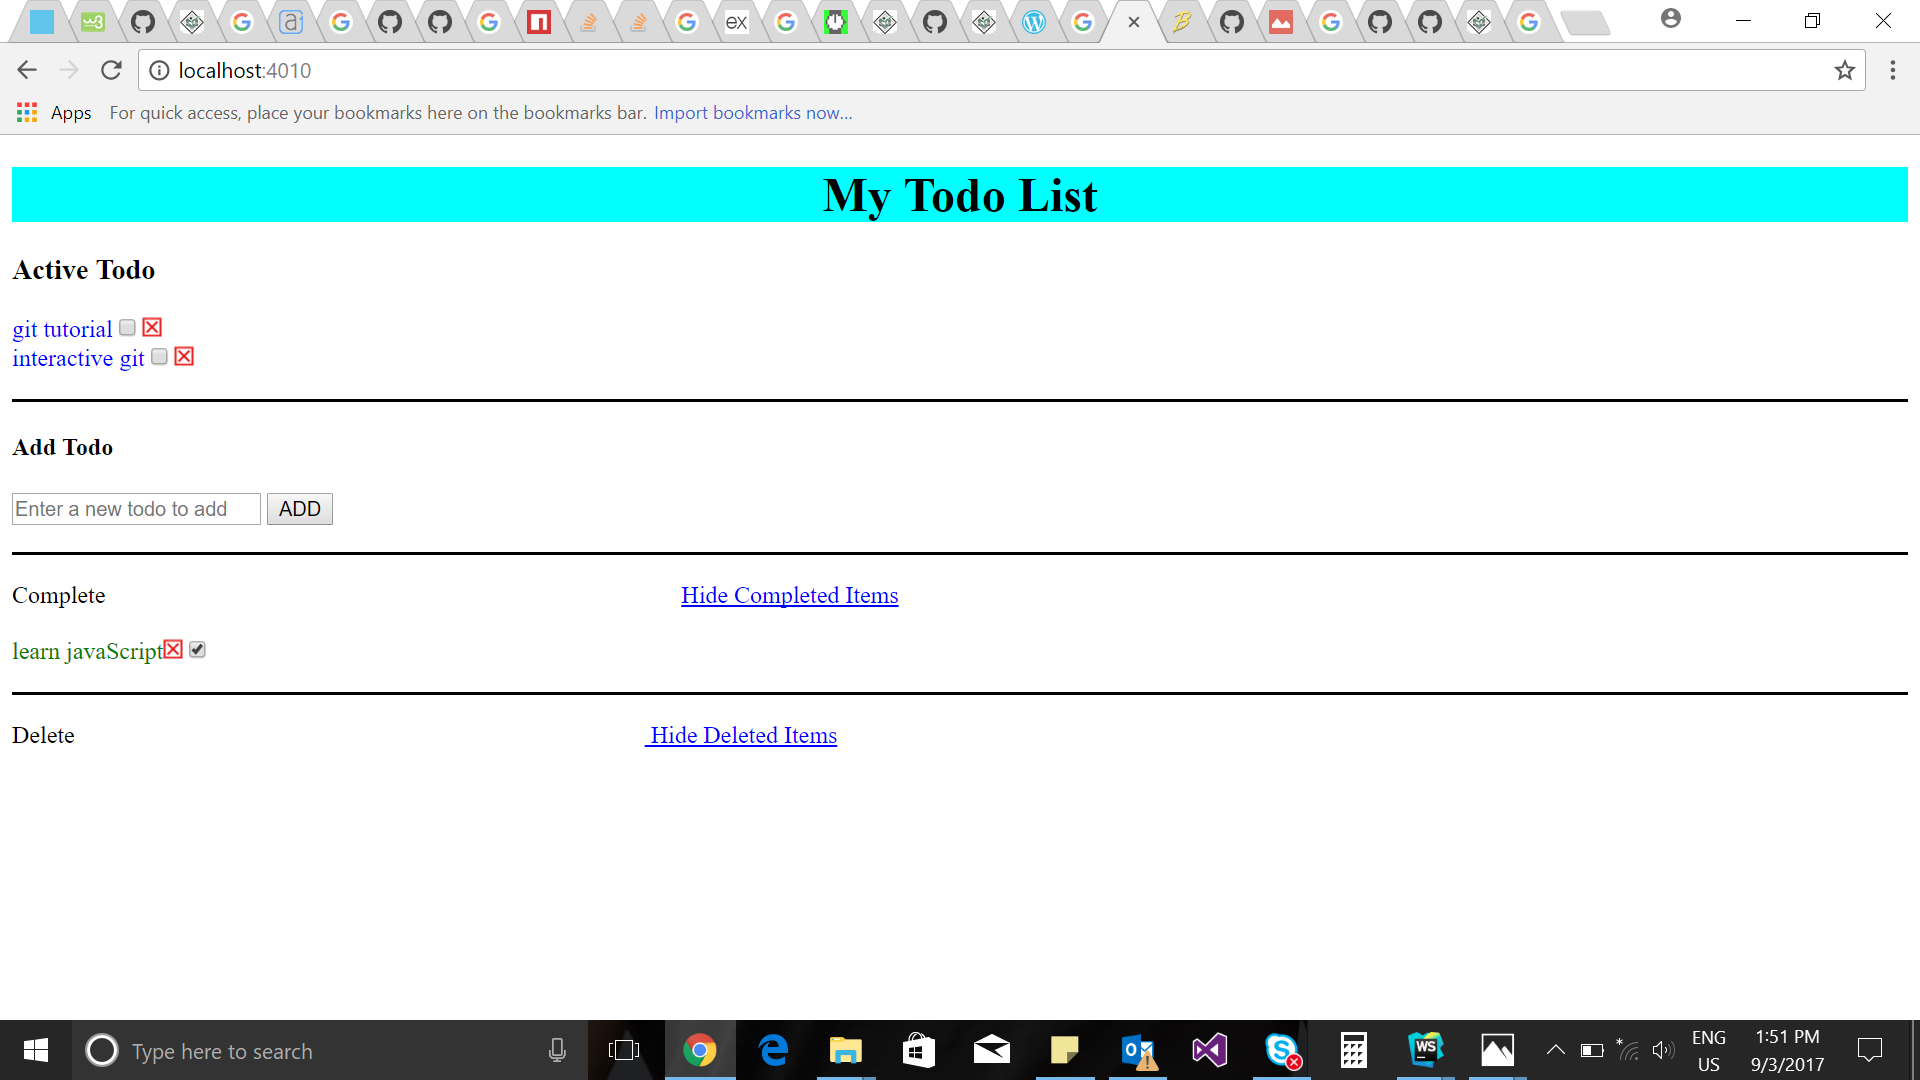 w3
a
ex
B
localhost:4010
Apps For quick access, place your bookmarks here on the bookmarks bar. Import bookmarks now...
My Todo List
Active Todo
git tutorial
interactive git
Add Todo
Enter a new todo to add ADD
Complete Hide Completed Items
learn javaScript
Delete Hide Deleted Items
Type here to search
WS
ENG
US
1:51 PM
9/3/2017